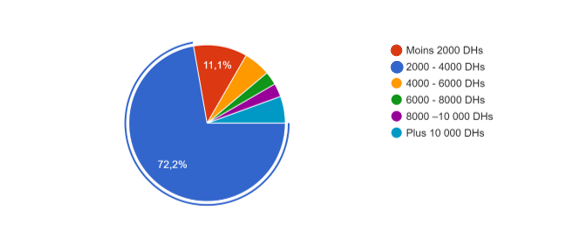 11,1%
72,2%
Moins 2000 DHs
2000 - 4000 DHs
4000 - 6000 DHs
6000 - 8000 DHs
8000 –10 000 DHs
Plus 10 000 DHs